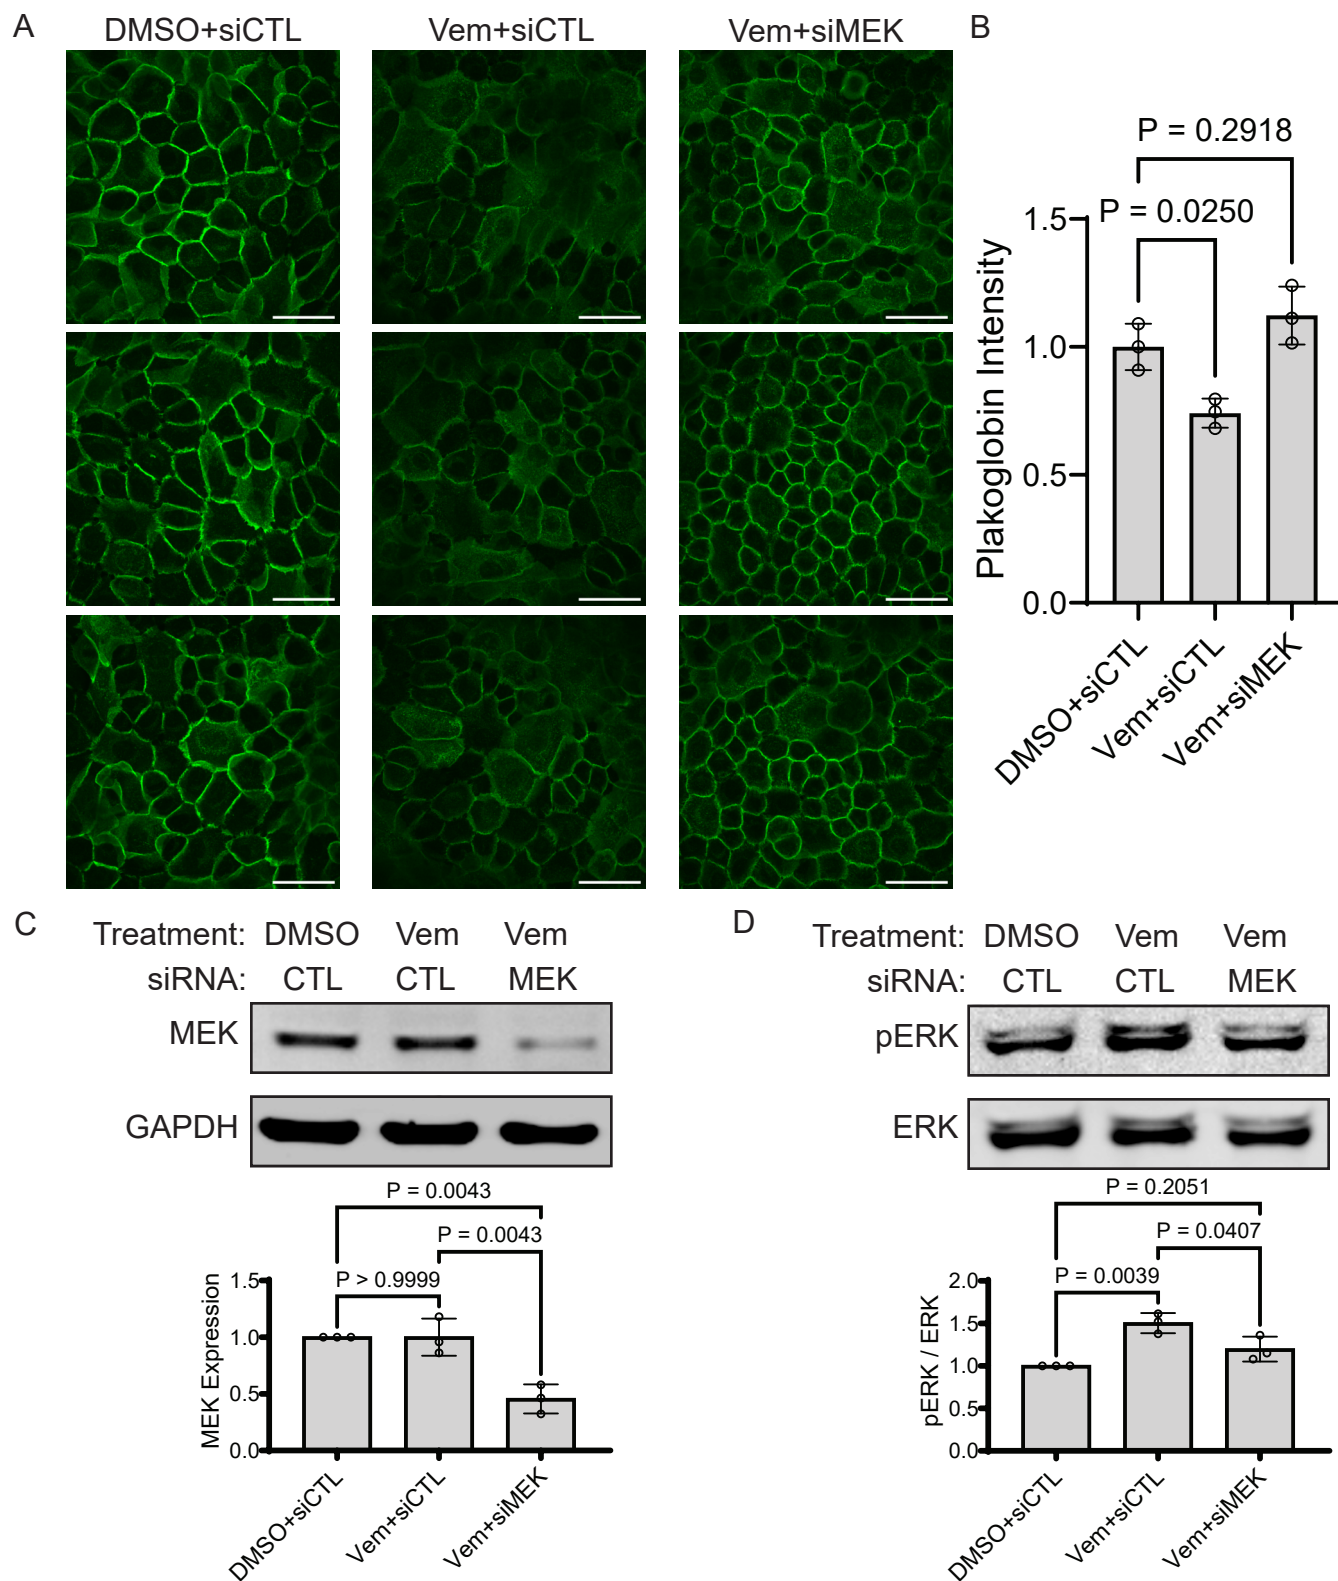 A
DMSO+siCTL
Vem+siCTL
Vem+siMEK
B
P = 0.2918
P = 0.0250
1.5
1.0
0.5
0.0
Plakoglobin Intensity
DMSO+siCTL
Vem+siCTL
Vem+siMEK
C
Treatment: DMSO Vem Vem
siRNA: CTL CTL MEK
MEK
GAPDH
P = 0.0043
P = 0.0043
P > 0.9999
1.5
1.0
0.5
0.0
MEK Expression
DMSO+siCTL
Vem+siCTL
Vem+siMEK
D
Treatment: DMSO Vem Vem
siRNA: CTL CTL MEK
pERK
ERK
P = 0.2051
P = 0.0407
P = 0.0039
2.0
1.5
1.0
0.5
0.0
pERK / ERK
DMSO+siCTL
Vem+siCTL
Vem+siMEK